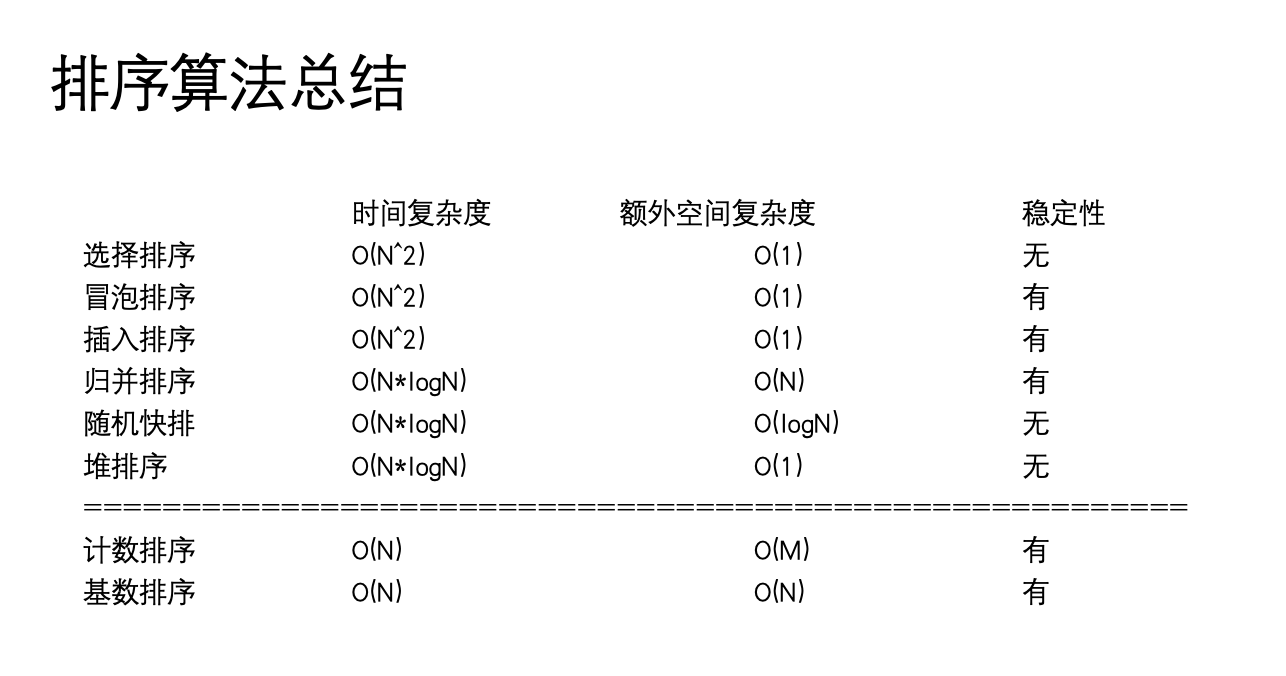 排序算法总结
时间复杂度 额外空间复杂度 稳定性
选择排序 O(N^2) O(1) 无
冒泡排序 O(N^2) O(1) 有
插入排序 O(N^2) O(1) 有
归并排序 O(N*logN) O(N) 有
随机快排 O(N*logN) O(logN) 无
堆排序 O(N*logN) O(1) 无
========================================================
计数排序 O(N) O(M) 有
基数排序 O(N) O(N) 有